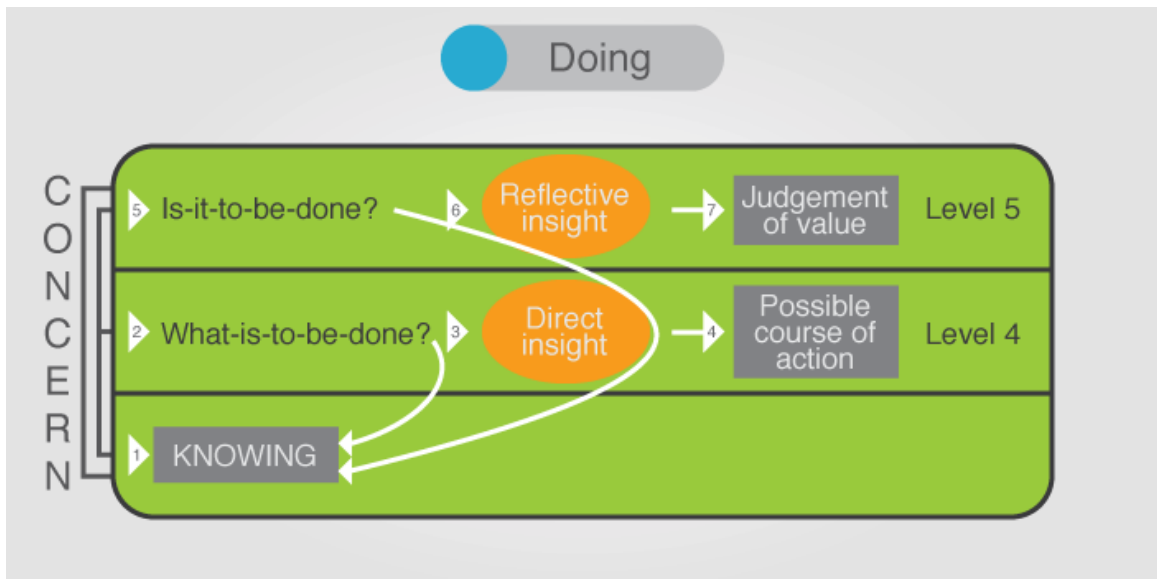 Doing
CONCERN
5 Is-it-to-be-done?
6 Reflective
insight
7 Judgement
of value
Level 5
2 What-is-to-be-done?
3 Direct
insight
4 Possible
course of
action
Level 4
1 KNOWING